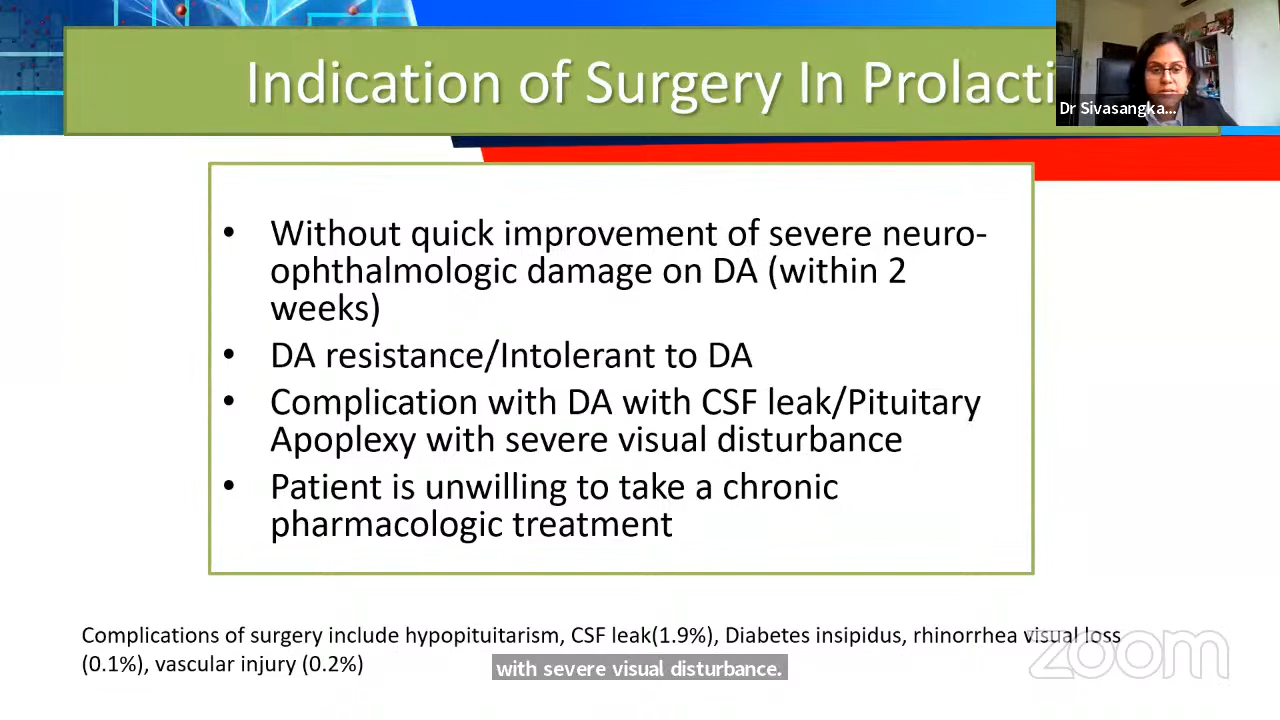 Indication of Surgery In Prolacti
Dr Sivasangka...
• Without quick improvement of severe neuro-
ophthalmologic damage on DA (within 2
weeks)
• DA resistance/Intolerant to DA
• Complication with DA with CSF leak/Pituitary
Apoplexy with severe visual disturbance
• Patient is unwilling to take a chronic
pharmacologic treatment
Complications of surgery include hypopituitarism, CSF leak(1.9%), Diabetes insipidus, rhinorrhea visual loss
(0.1%), vascular injury (0.2%)
with severe visual disturbance.
zoom